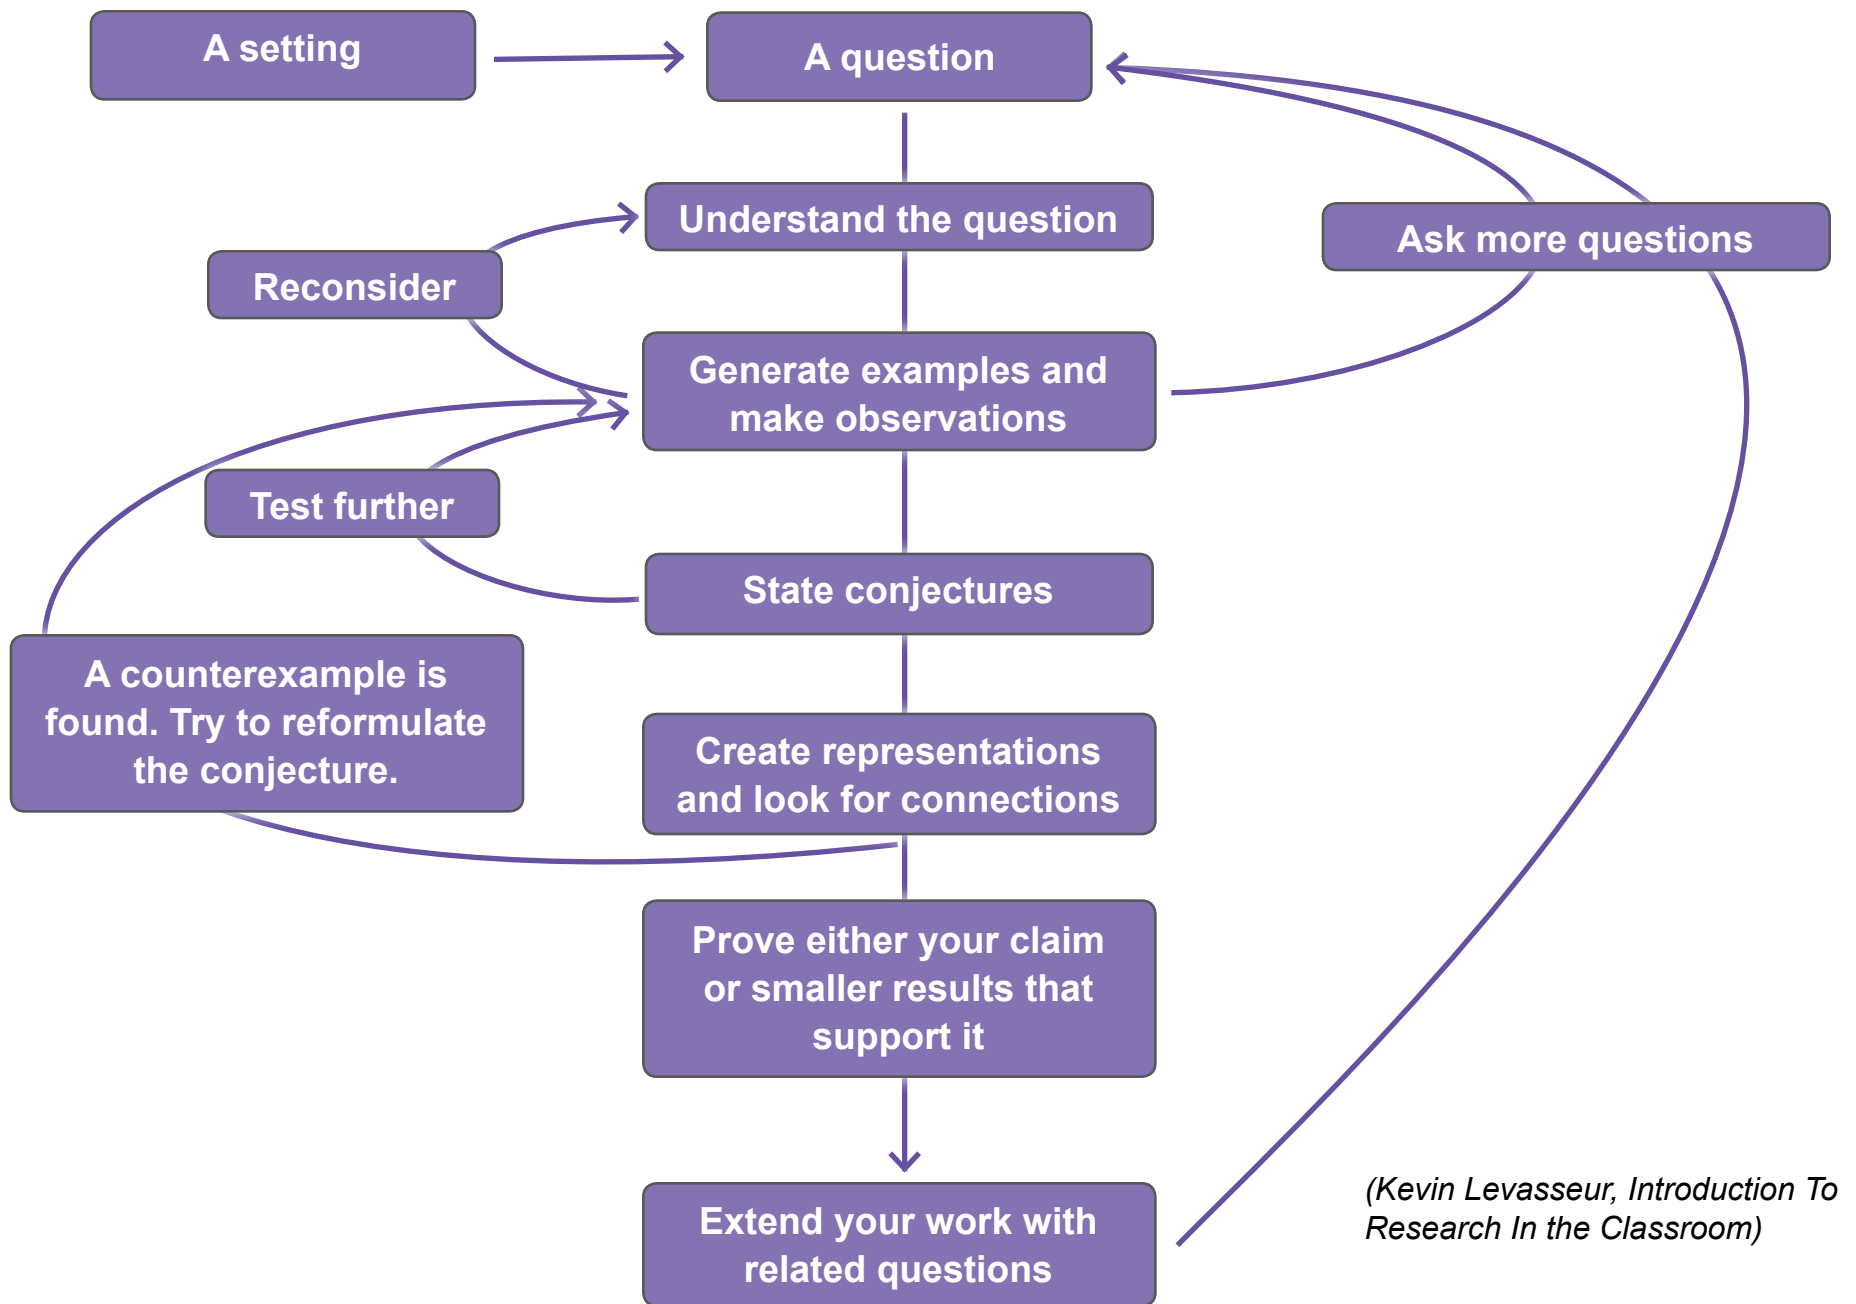 A setting
A question
Understand the question
Ask more questions
Reconsider
Generate examples and
make observations
Test further
State conjectures
A counterexample is
found. Try to reformulate
the conjecture.
Create representations
and look for connections
Prove either your claim
or smaller results that
support it
Extend your work with
related questions
(Kevin Levasseur, Introduction To
Research In the Classroom)